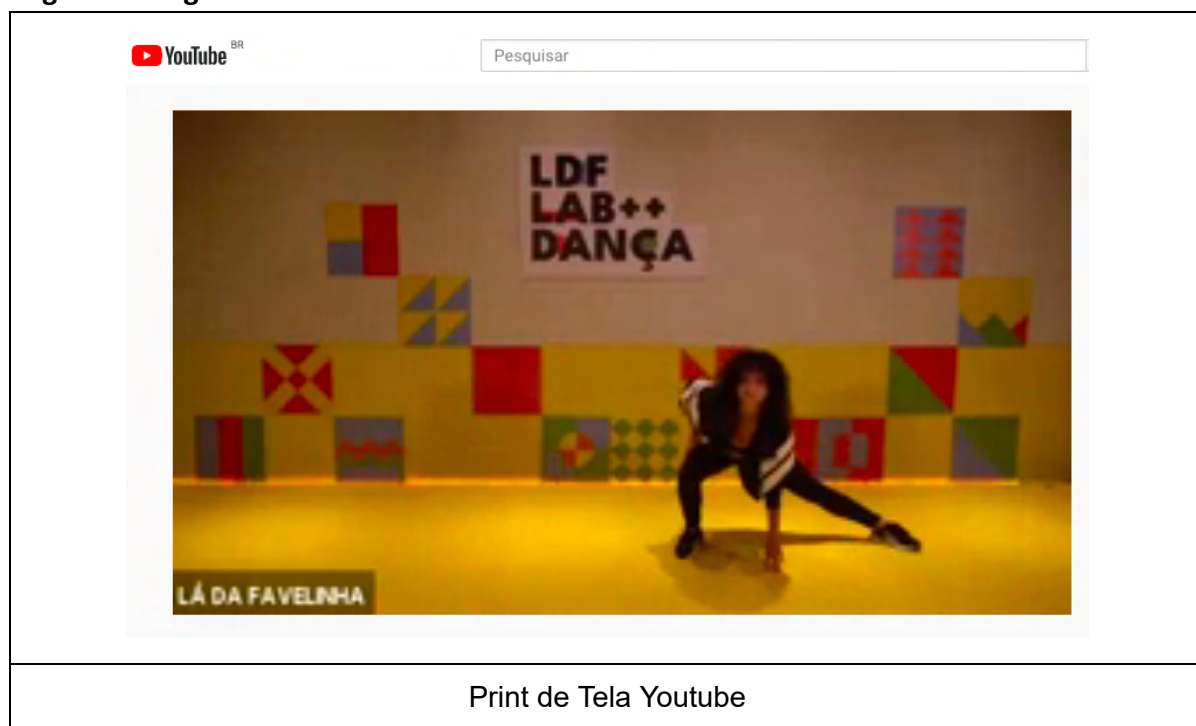 YouTube BR
Pesquisar
LDF
LAB++
DANÇA
LÁ DA FAVELINHA
Print de Tela Youtube